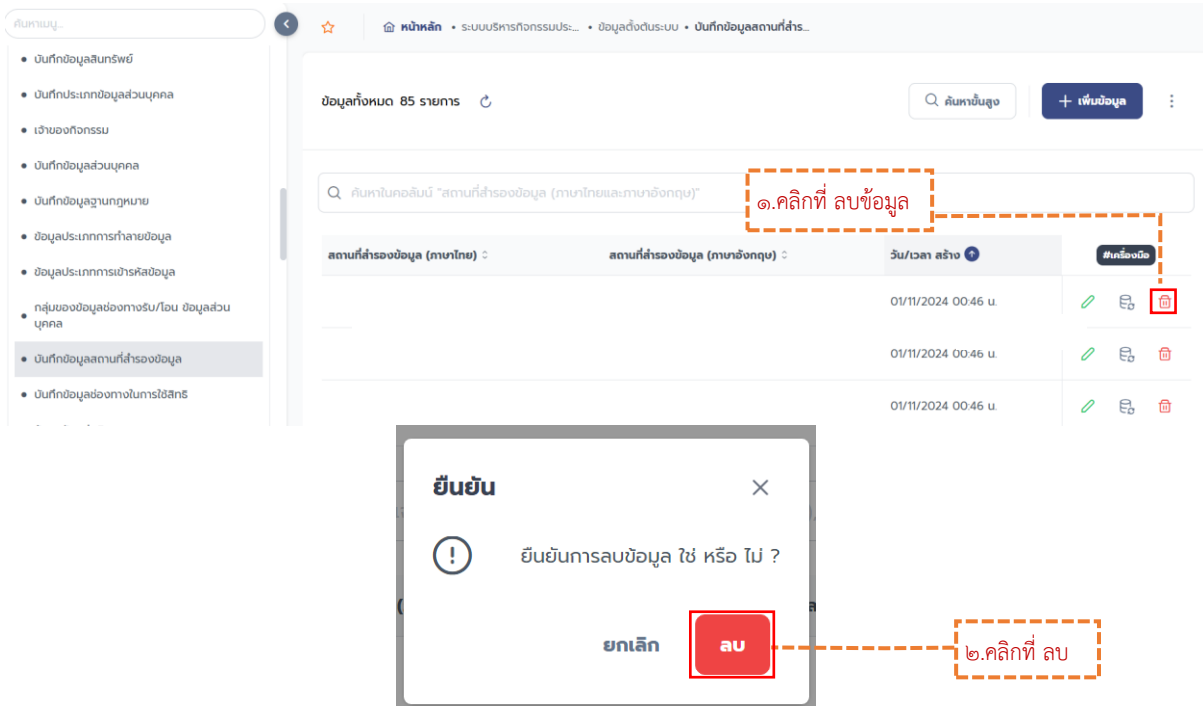 ค้นหาเมนู...
หน้าหลัก • ระบบบริหารกิจกรรมประ... • ข้อมูลตั้งต้นระบบ • บันทึกข้อมูลสถานที่สำร...
บันทึกข้อมูลสินทรัพย์
บันทึกประเภทข้อมูลส่วนบุคคล
เจ้าของกิจกรรม
บันทึกข้อมูลส่วนบุคคล
บันทึกข้อมูลฐานกฎหมาย
ข้อมูลประเภทการทำลายข้อมูล
ข้อมูลประเภทการเข้ารหัสข้อมูล
กลุ่มของข้อมูลช่องทางรับ/โอน ข้อมูลส่วน
บุคคล
บันทึกข้อมูลสถานที่สำรองข้อมูล
บันทึกข้อมูลช่องทางในการใช้สิทธิ
ข้อมูลทั้งหมด 85 รายการ
ค้นหาขั้นสูง
+ เพิ่มข้อมูล
ค้นหาในคอลัมน์ "สถานที่สำรองข้อมูล (ภาษาไทยและภาษาอังกฤษ)"
๑.คลิกที่ ลบข้อมูล
สถานที่สำรองข้อมูล (ภาษาไทย) สถานที่สำรองข้อมูล (ภาษาอังกฤษ) วัน/เวลา สร้าง #เครื่องมือ
01/11/2024 00:46 น.
01/11/2024 00:46 น.
01/11/2024 00:46 น.
ยืนยัน
ยืนยันการลบข้อมูล ใช่ หรือ ไม่ ?
ยกเลิก ลบ
๒.คลิกที่ ลบ